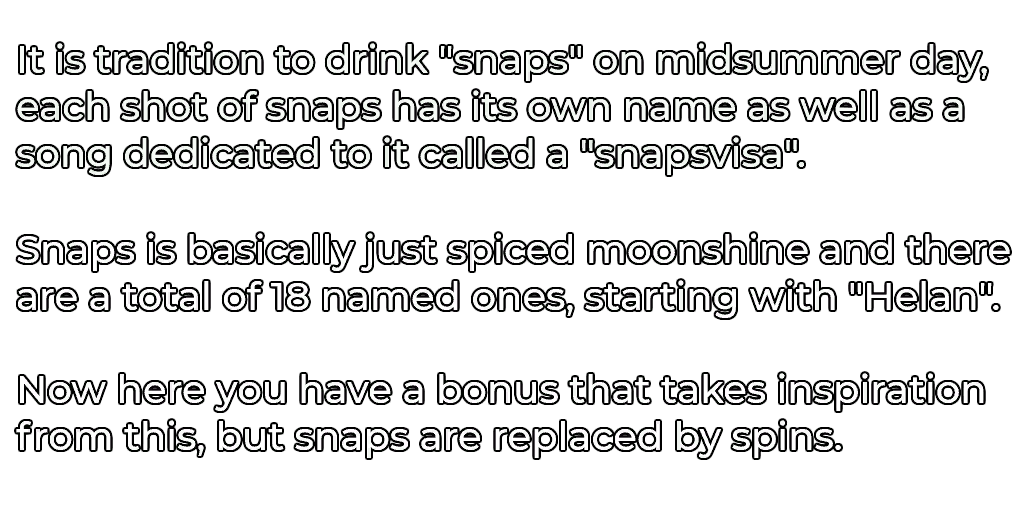 It is tradition to drink "snaps" on midsummer day,
each shot of snaps has its own name as well as a
song dedicated to it called a "snapsvisa".
Snaps is basically just spiced moonshine and there
are a total of 18 named ones, starting with "Helan".
Now here you have a bonus that takes inspiration
from this, but snaps are replaced by spins.